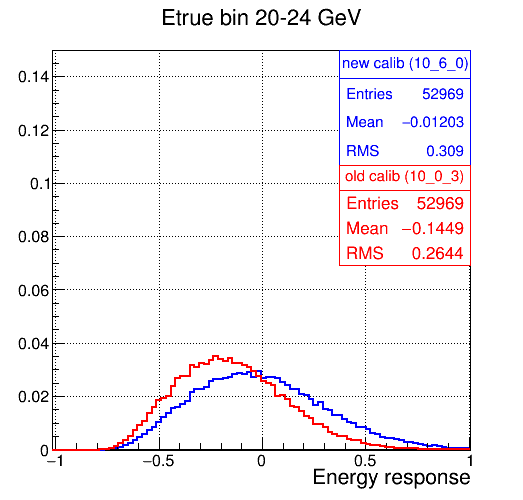 Etrue bin 20-24 GeV
new calib (10_6_0)
Entries 52969
Mean −0.01203
RMS 0.309
old calib (10_0_3)
Entries 52969
Mean −0.1449
RMS 0.2644
0.14
0.12
0.1
0.08
0.06
0.04
0.02
0
−1 −0.5 0 0.5 1
Energy response